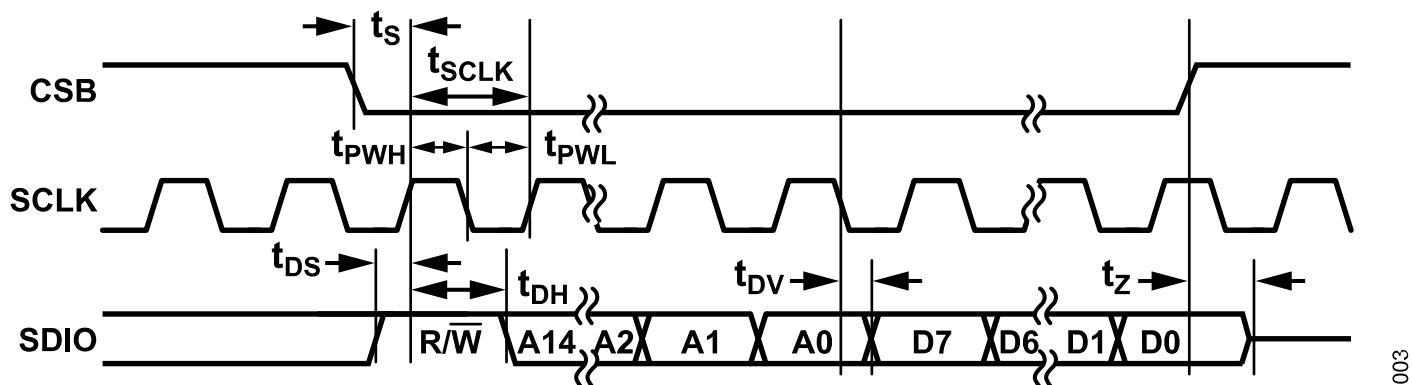 tS
CSB
tSCLK
tPWH
tPWL
SCLK
tDS
tDH
tDV
tZ
SDIO
R/W̅ A14 A2 A1 A0 D7 D6 D1 D0
003